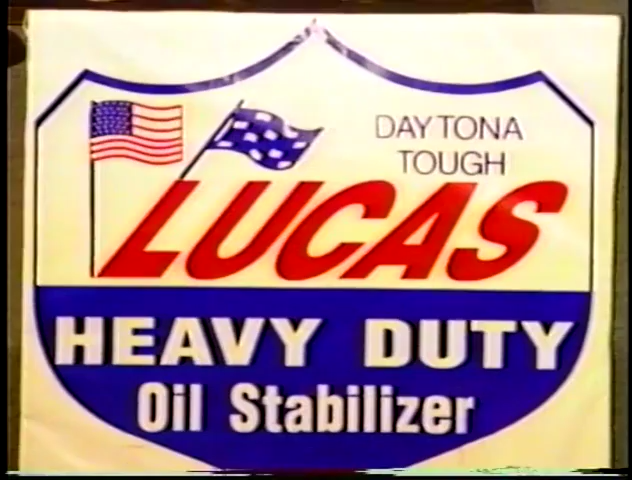 DAYTONA
TOUGH
LUCAS
HEAVY DUTY
Oil Stabilizer